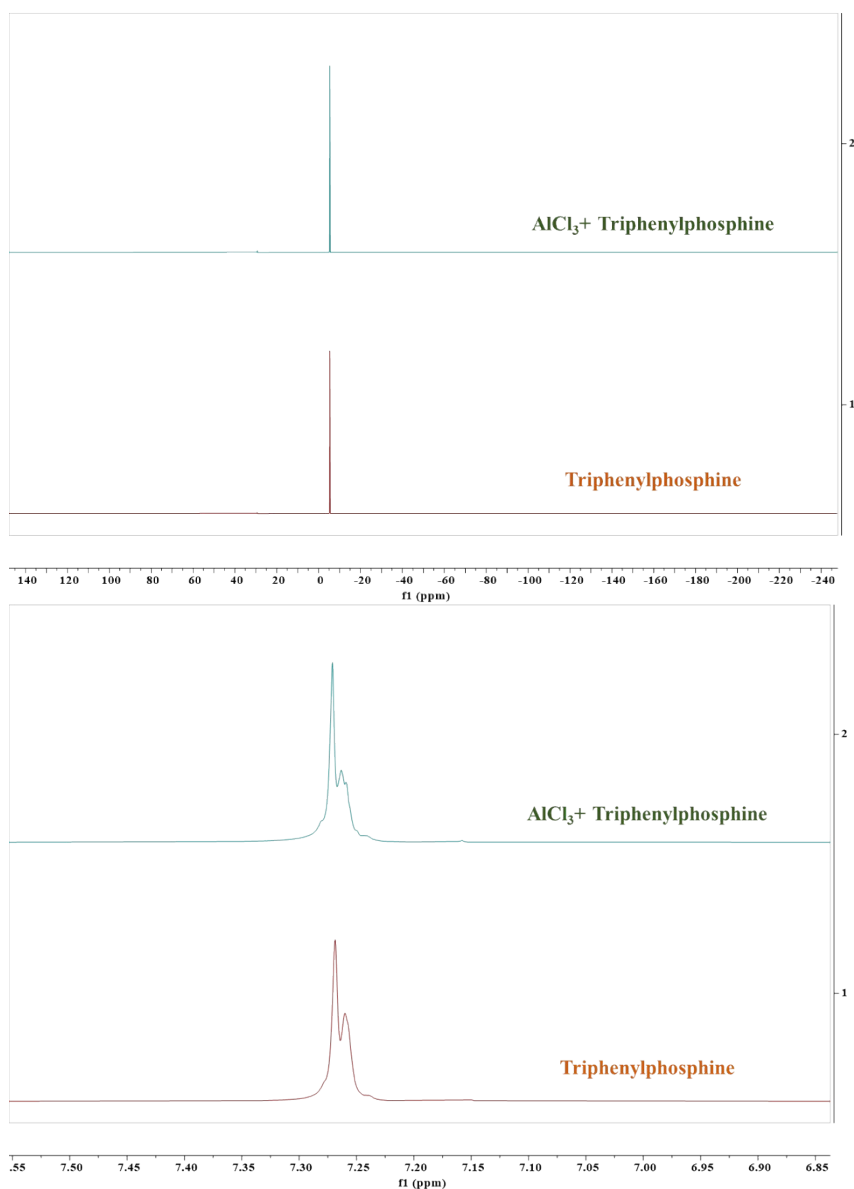 2
AlCl₃+ Triphenylphosphine
1
Triphenylphosphine
140 120 100 80 60 40 20 0 -20 -40 -60 -80 -100 -120 -140 -160 -180 -200 -220 -240
f1 (ppm)
2
AlCl₃+ Triphenylphosphine
1
Triphenylphosphine
.55 7.50 7.45 7.40 7.35 7.30 7.25 7.20 7.15 7.10 7.05 7.00 6.95 6.90 6.85
f1 (ppm)